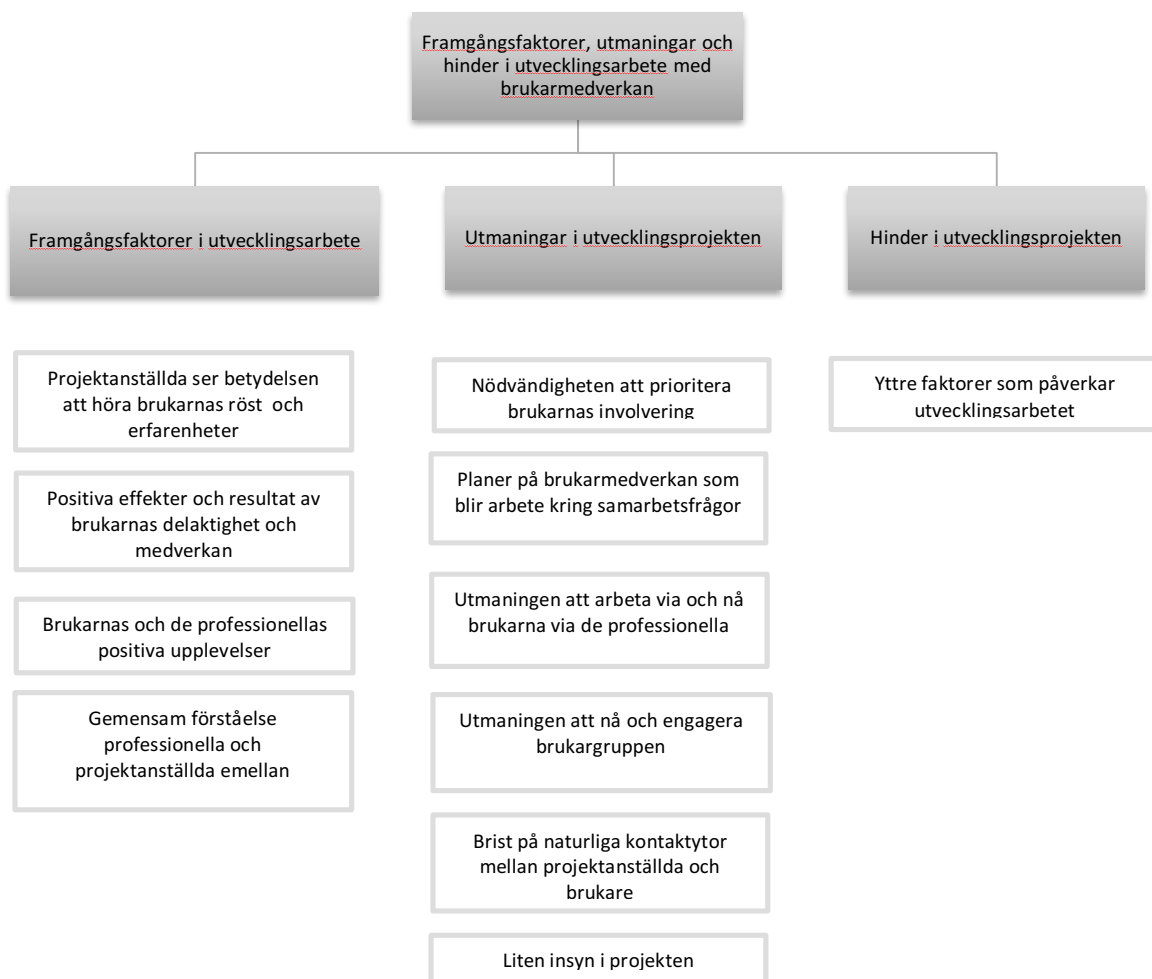 Framgångsfaktorer, utmaningar och
hinder i utvecklingsarbete med
brukarmedverkan
Framgångsfaktorer i utvecklingsarbete
Utmaningar i utvecklingsprojekten
Hinder i utvecklingsprojekten
Projektanställda ser betydelsen
att höra brukarnas röst och
erfarenheter
Positiva effekter och resultat av
brukarnas delaktighet och
medverkan
Brukarnas och de professionellas
positiva upplevelser
Gemensam förståelse
professionella och
projektanställda emellan
Nödvändigheten att prioritera
brukarnas involvering
Planer på brukarmedverkan som
blir arbete kring samarbetsfrågor
Utmaningen att arbeta via och nå
brukarna via de professionella
Utmaningen att nå och engagera
brukargruppen
Brist på naturliga kontaktytor
mellan projektanställda och
brukare
Liten insyn i projekten
Yttre faktorer som påverkar
utvecklingsarbetet